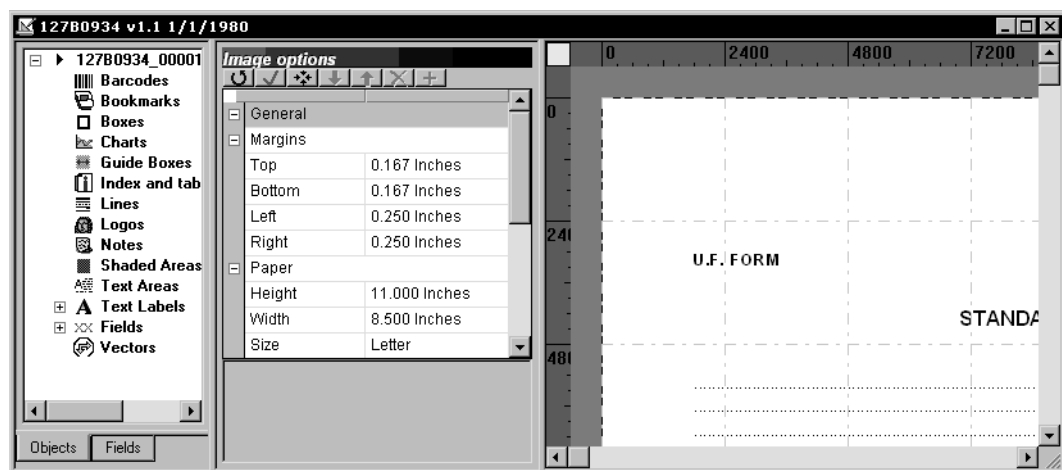 127B0934 v1.1 1/1/1980
127B0934_00001
Barcodes
Bookmarks
Boxes
Charts
Guide Boxes
Index and tab
Lines
Logos
Notes
Shaded Areas
Text Areas
Text Labels
Fields
Vectors
Objects Fields
Image options
General
Margins
Top 0.167 Inches
Bottom 0.167 Inches
Left 0.250 Inches
Right 0.250 Inches
Paper
Height 11.000 Inches
Width 8.500 Inches
Size Letter
0 2400 4800 7200
0
240
480
U.F. FORM
STANDA